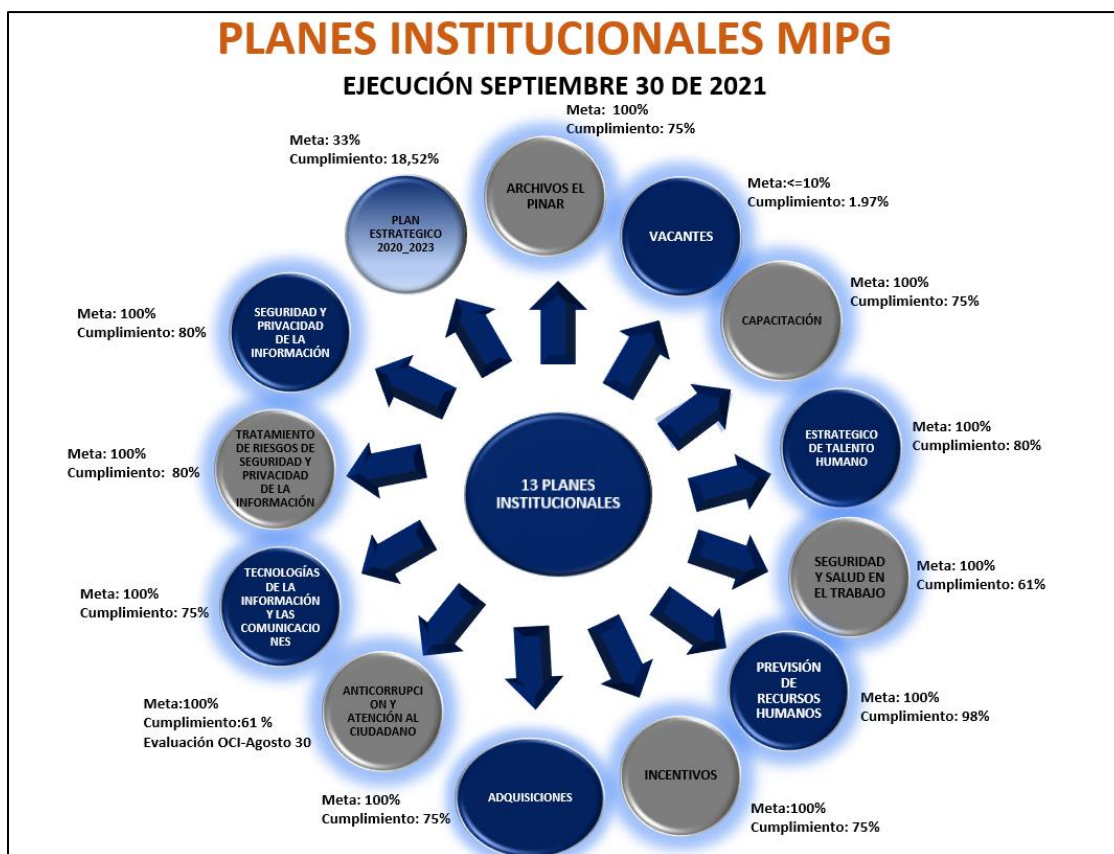 PLANES INSTITUCIONALES MIPG
EJECUCIÓN SEPTIEMBRE 30 DE 2021
Meta: 100%
Cumplimiento: 75%
ARCHIVOS EL
PINAR
Meta:<=10%
Cumplimiento: 1.97%
VACANTES
Meta: 100%
Cumplimiento: 75%
CAPACITACIÓN
Meta: 100%
Cumplimiento: 80%
ESTRATEGICO
DE TALENTO
HUMANO
Meta: 100%
Cumplimiento: 61%
SEGURIDAD
Y SALUD EN
EL TRABAJO
Meta: 100%
Cumplimiento: 98%
PREVISIÓN
DE
RECURSOS
HUMANOS
Meta:100%
Cumplimiento: 75%
INCENTIVOS
Meta: 100%
Cumplimiento: 75%
ADQUISICIONES
Meta:100%
Cumplimiento:61 %
Evaluación OCI-Agosto 30
ANTICORRUPCI
ON Y
ATENCIÓN AL
CIUDADANO
Meta: 100%
Cumplimiento: 75%
TECNOLOGÍAS
DE LA
INFORMACIÓN
Y LAS
COMUNICACIO
NES
Meta: 100%
Cumplimiento: 80%
TRATAMIENTO
DE RIESGOS DE
SEGURIDAD Y
PRIVACIDAD
DE LA
INFORMACIÓN
Meta: 100%
Cumplimiento: 80%
SEGURIDAD Y
PRIVACIDAD
DE LA
INFORMACIÓN
Meta: 33%
Cumplimiento: 18,52%
PLAN
ESTRATEGICO
2020_2023
13 PLANES
INSTITUCIONALES